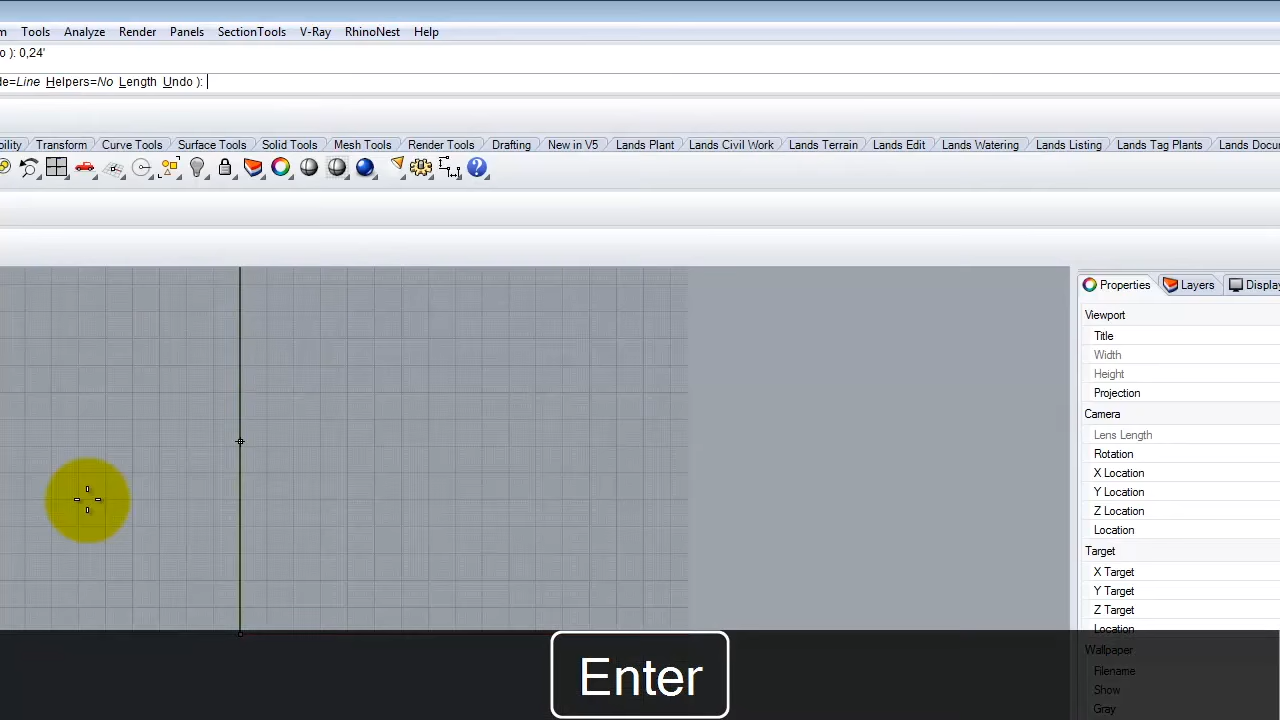 m Tools Analyze Render Panels SectionTools V-Ray RhinoNest Help
o ): 0,24'
de=Line Helpers=No Length Undo ):
bility Transform Curve Tools Surface Tools Solid Tools Mesh Tools Render Tools Drafting New in V5 Lands Plant Lands Civil Work Lands Terrain Lands Edit Lands Watering Lands Listing Lands Tag Plants Lands Docu
Properties Layers Display
Viewport
Title
Width
Height
Projection
Camera
Lens Length
Rotation
X Location
Y Location
Z Location
Location
Target
X Target
Y Target
Z Target
Location
Wallpaper
Filename
Show
Gray
Enter